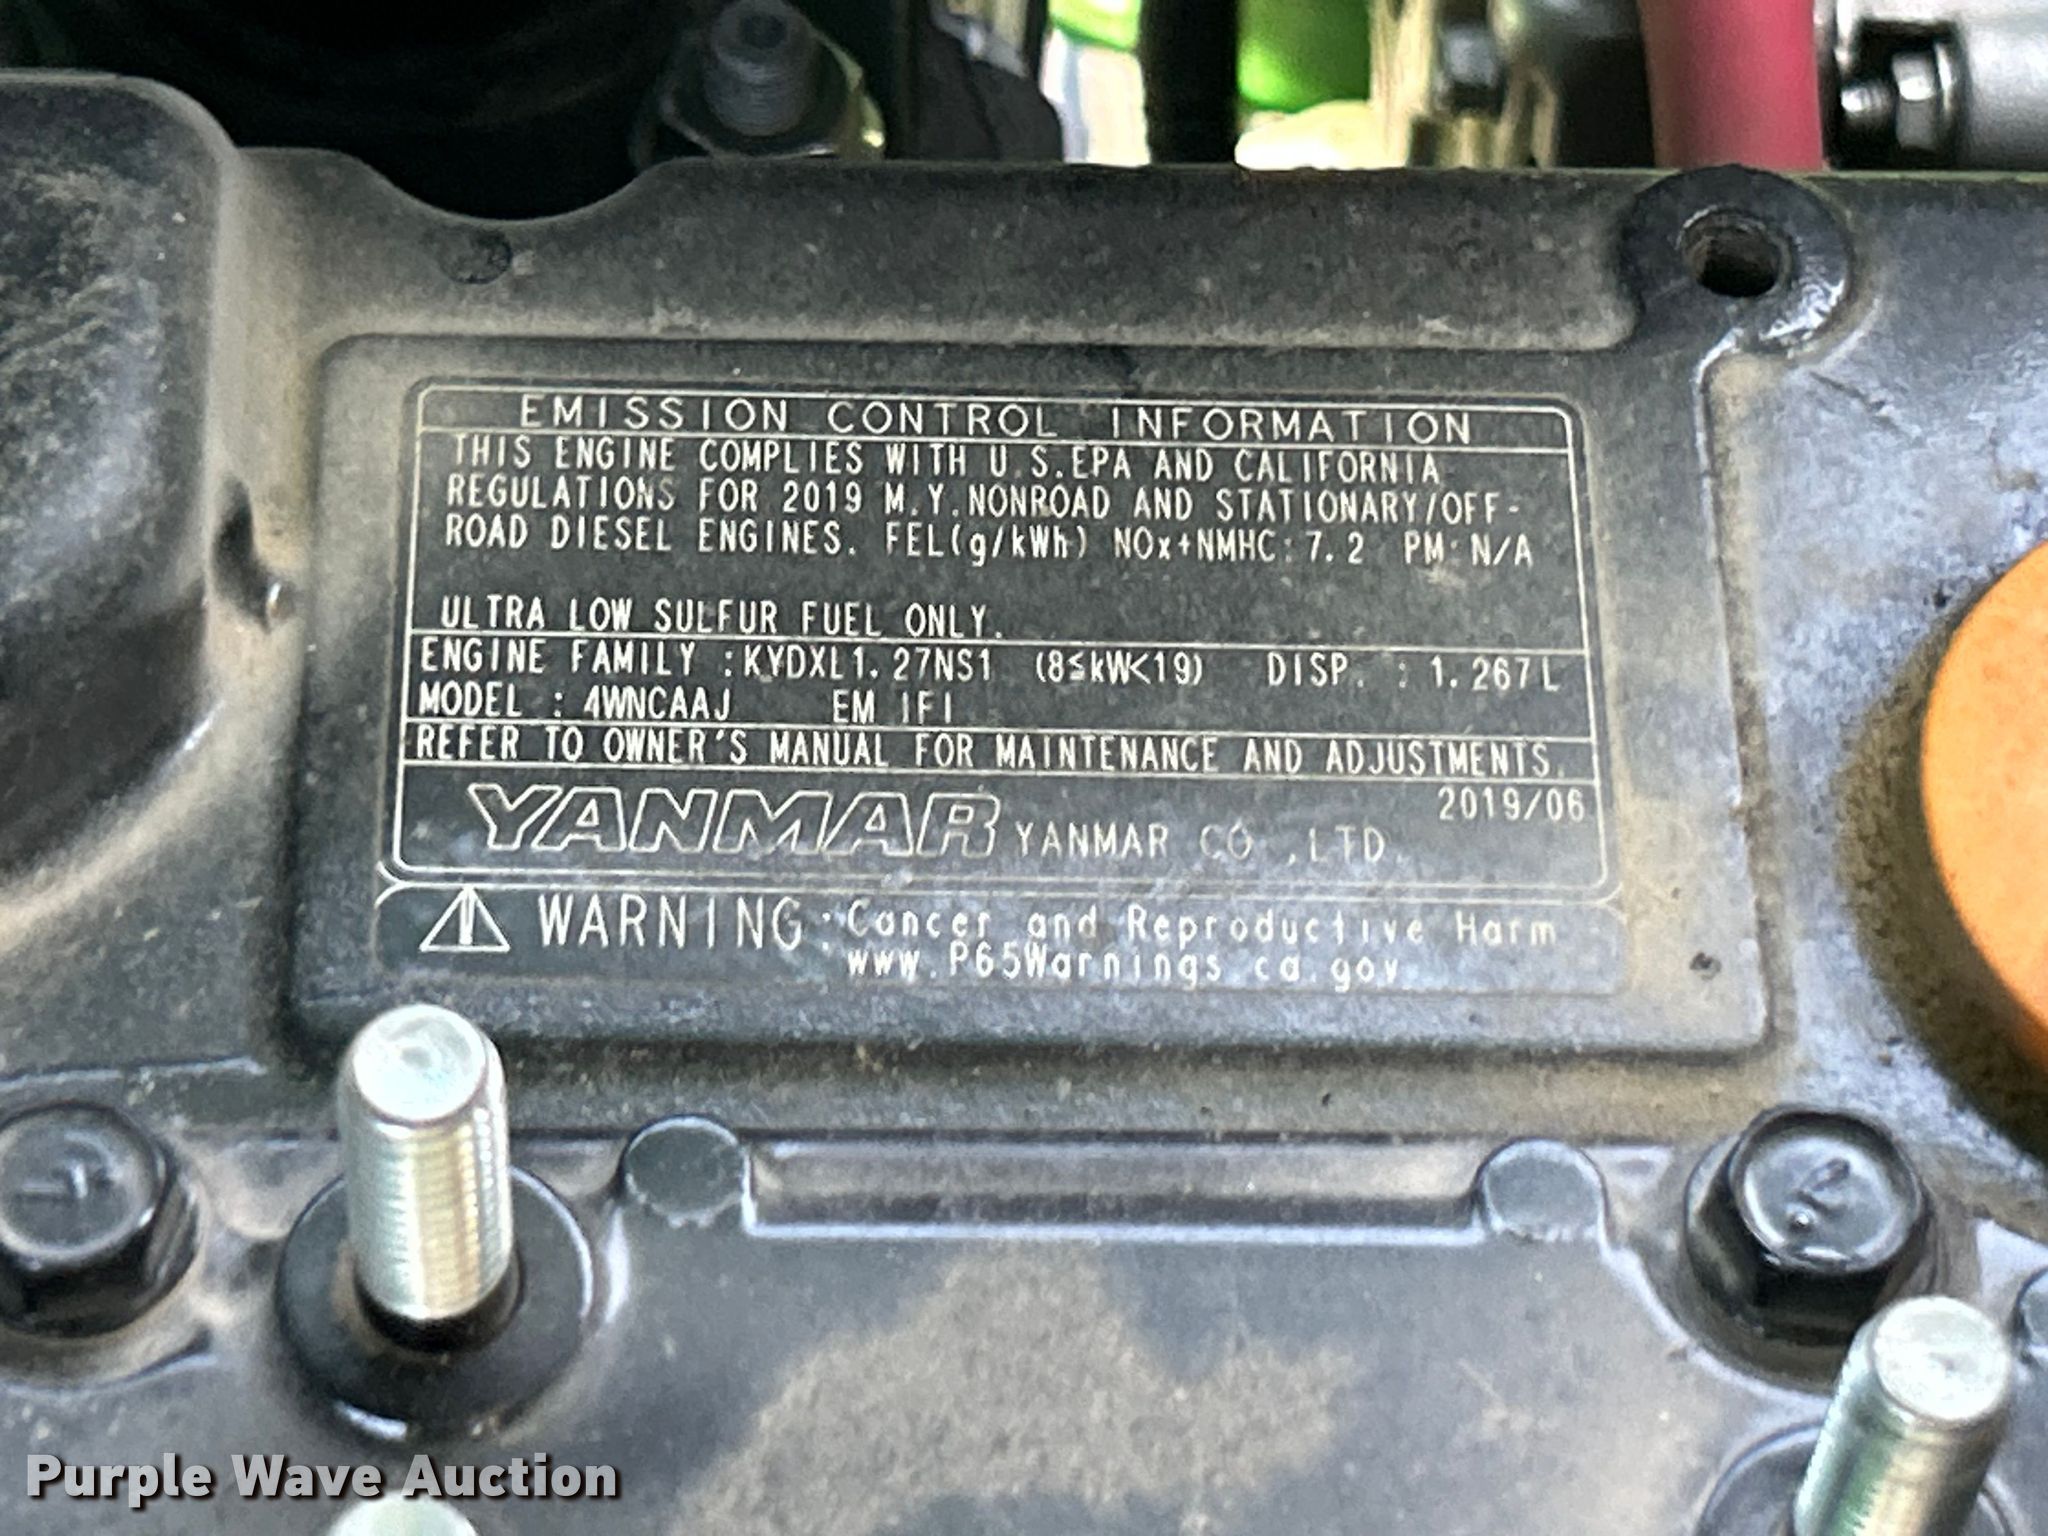 EMISSION CONTROL INFORMATION
THIS ENGINE COMPLIES WITH U.S.EPA AND CALIFORNIA
REGULATIONS FOR 2019 M.Y.NONROAD AND STATIONARY/OFF-
ROAD DIESEL ENGINES. FEL(g/kWh) NOx+NMHC:7.2 PM:N/A
ULTRA LOW SULFUR FUEL ONLY.
ENGINE FAMILY :KYDXL1.27NS1 (8≤kW<19) DISP. : 1.267L
MODEL : 4WNCAAJ EM IFI
REFER TO OWNER'S MANUAL FOR MAINTENANCE AND ADJUSTMENTS.
2019/06
YANMAR YANMAR CO.,LTD.
WARNING: Cancer and Reproductive Harm
www.P65Warnings.ca.gov
7
Purple Wave Auction